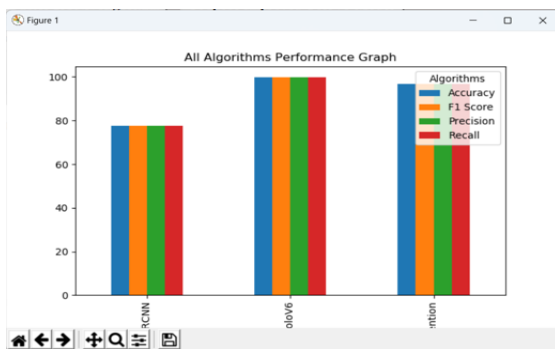 Figure 1
All Algorithms Performance Graph
Algorithms
Accuracy
F1 Score
Precision
Recall
100
80
60
40
20
0
RCNN
oloV6
ention